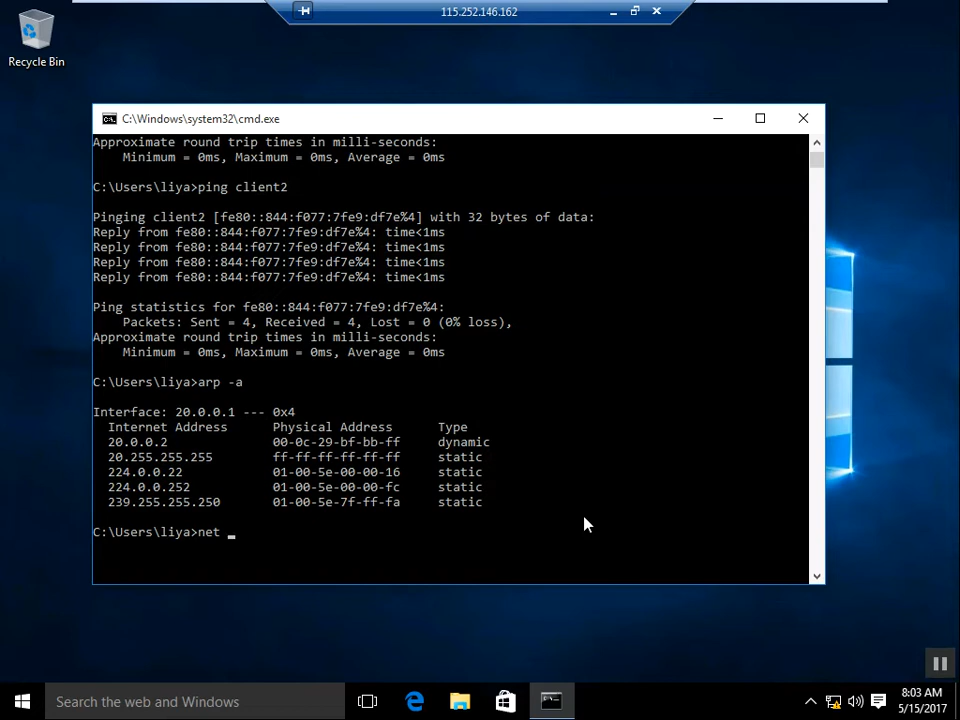 115.252.146.162
Recycle Bin
C:\Windows\system32\cmd.exe
Approximate round trip times in milli-seconds:
    Minimum = 0ms, Maximum = 0ms, Average = 0ms
C:\Users\liya>ping client2
Pinging client2 [fe80::844:f077:7fe9:df7e%4] with 32 bytes of data:
Reply from fe80::844:f077:7fe9:df7e%4: time<1ms
Reply from fe80::844:f077:7fe9:df7e%4: time<1ms
Reply from fe80::844:f077:7fe9:df7e%4: time<1ms
Reply from fe80::844:f077:7fe9:df7e%4: time<1ms
Ping statistics for fe80::844:f077:7fe9:df7e%4:
    Packets: Sent = 4, Received = 4, Lost = 0 (0% loss),
Approximate round trip times in milli-seconds:
    Minimum = 0ms, Maximum = 0ms, Average = 0ms
C:\Users\liya>arp -a
Interface: 20.0.0.1 --- 0x4
  Internet Address      Physical Address      Type
  20.0.0.2              00-0c-29-bf-bb-ff     dynamic
  20.255.255.255        ff-ff-ff-ff-ff-ff     static
  224.0.0.22            01-00-5e-00-00-16     static
  224.0.0.252           01-00-5e-00-00-fc     static
  239.255.255.250       01-00-5e-7f-ff-fa     static
C:\Users\liya>net _
Search the web and Windows
8:03 AM
5/15/2017